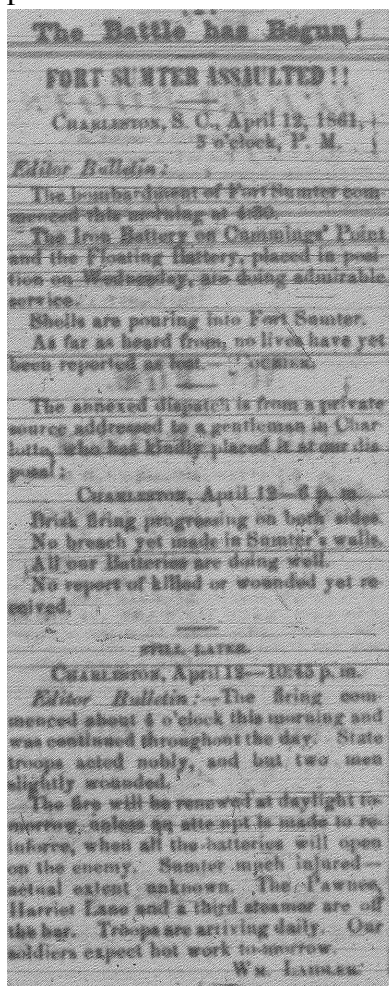 The Battle has Begun!
FORT SUMTER ASSAULTED!!
CHARLESTON, S. C., April 12, 1861,
3 o'clock, P. M.
Editor Bulletin:
The bombardment of Fort Sumter com
menced this morning at 4:30.
The Iron Battery on Cummings' Point
and the Floating Battery, placed in posi
tion on Wednesday, are doing admirable
service.
Shells are pouring into Fort Sumter.
As far as heard from, no lives have yet
been reported as lost.—
The annexed dispatch is from a private
source addressed to a gentleman in Char
lotte, who has kindly placed it at our dis
posal:
CHARLESTON, April 12—6 p. m.
Brisk firing progressing on both sides
No breach yet made in Sumter's walls.
All our Batteries are doing well.
No report of killed or wounded yet re
ceived.
STILL LATER.
CHARLESTON, April 12—10:45 p. m.
Editor Bulletin:—The firing com
menced about 4 o'clock this morning and
was continued throughout the day. State
troops acted nobly, and but two men
slightly wounded.
The fire will be renewed at daylight to-
morrow, unless an atte pt is made to re-
inforce, when all the batteries will open
on the enemy. Sumter much injured—
actual extent unknown. The Pawnee,
Harriet Lane and a third steamer are off
the bar. Troops are arriving daily. Our
soldiers expect hot work to-morrow.
WM.